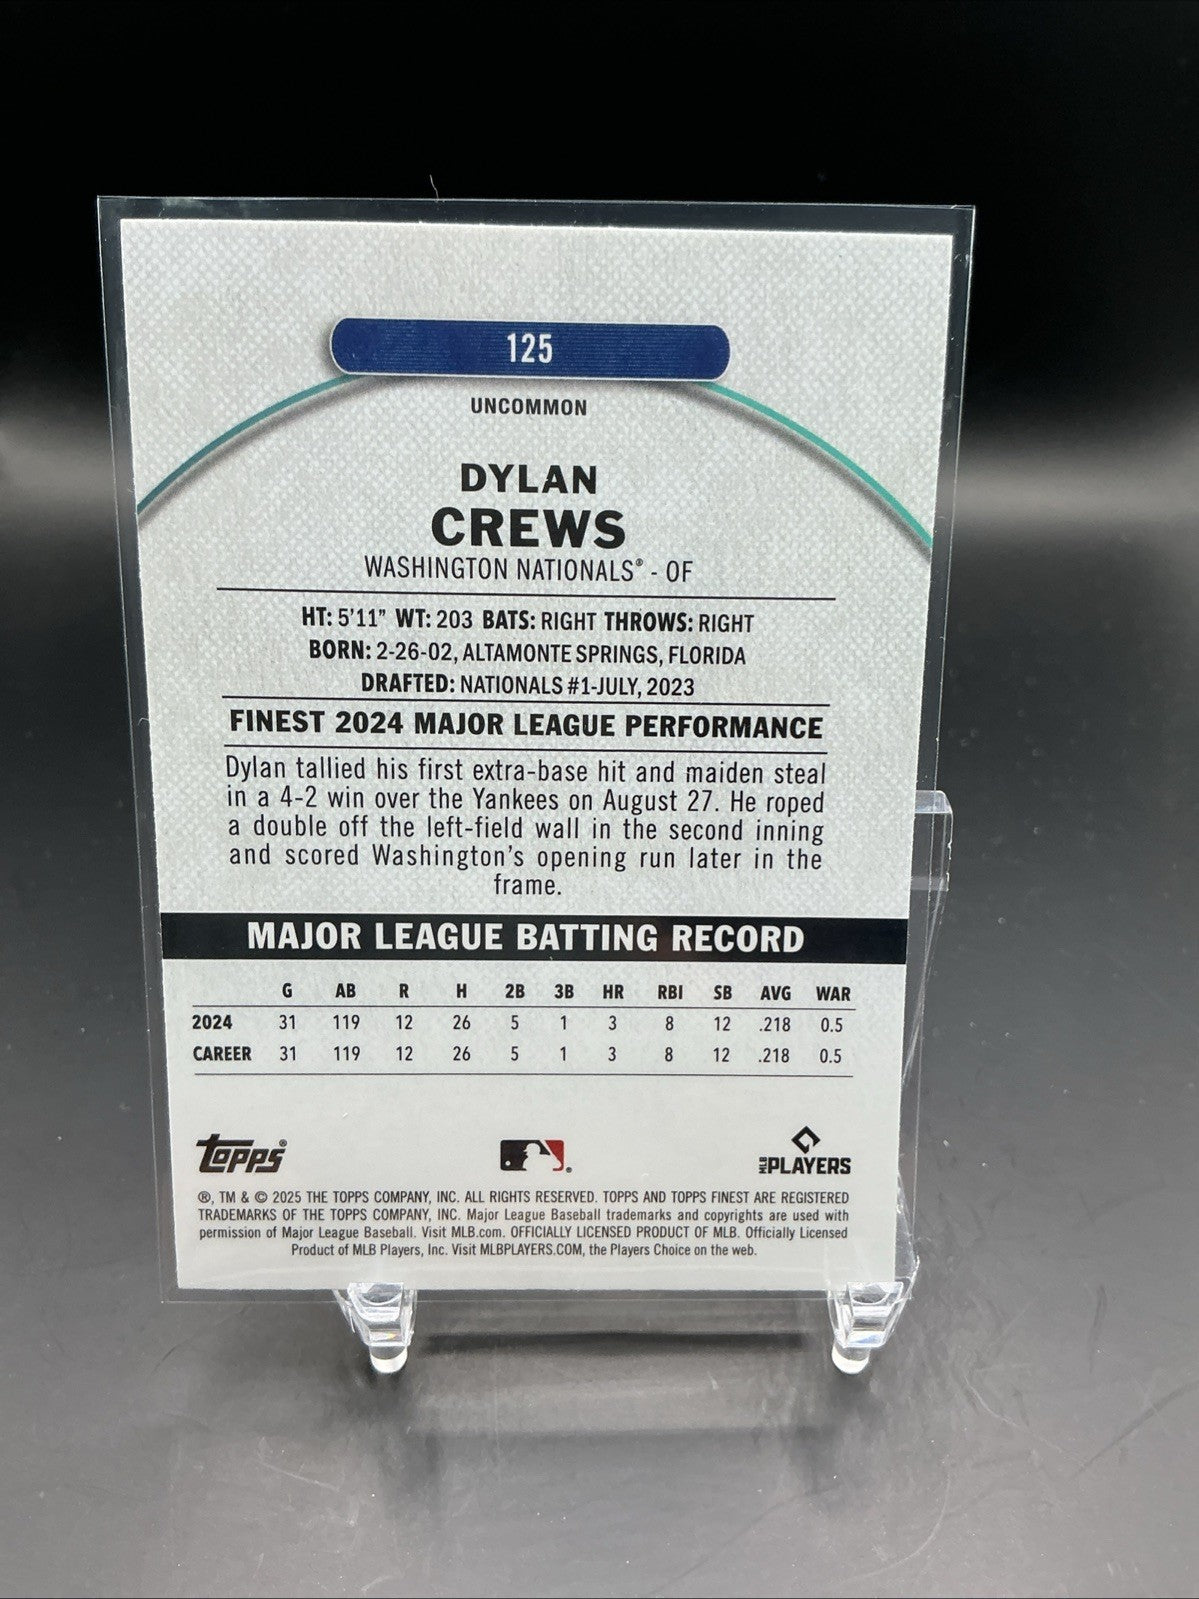 125
UNCOMMON
DYLAN
CREWS
WASHINGTON NATIONALS® - OF
HT: 5'11" WT: 203 BATS: RIGHT THROWS: RIGHT
BORN: 2-26-02, ALTAMONTE SPRINGS, FLORIDA
DRAFTED: NATIONALS #1-JULY, 2023
FINEST 2024 MAJOR LEAGUE PERFORMANCE
Dylan tallied his first extra-base hit and maiden steal
in a 4-2 win over the Yankees on August 27. He roped
a double off the left-field wall in the second inning
and scored Washington's opening run later in the
frame.
MAJOR LEAGUE BATTING RECORD
G AB R H 2B 3B HR RBI SB AVG WAR
2024 31 119 12 26 5 1 3 8 12 .218 0.5
CAREER 31 119 12 26 5 1 3 8 12 .218 0.5
Topps® ® MLB PLAYERS
®, TM & © 2025 THE TOPPS COMPANY, INC. ALL RIGHTS RESERVED. TOPPS AND TOPPS FINEST ARE REGISTERED
TRADEMARKS OF THE TOPPS COMPANY, INC. Major League Baseball trademarks and copyrights are used with
permission of Major League Baseball. Visit MLB.com. OFFICIALLY LICENSED PRODUCT OF MLB. Officially Licensed
Product of MLB Players, Inc. Visit MLBPLAYERS.COM, the Players Choice on the web.